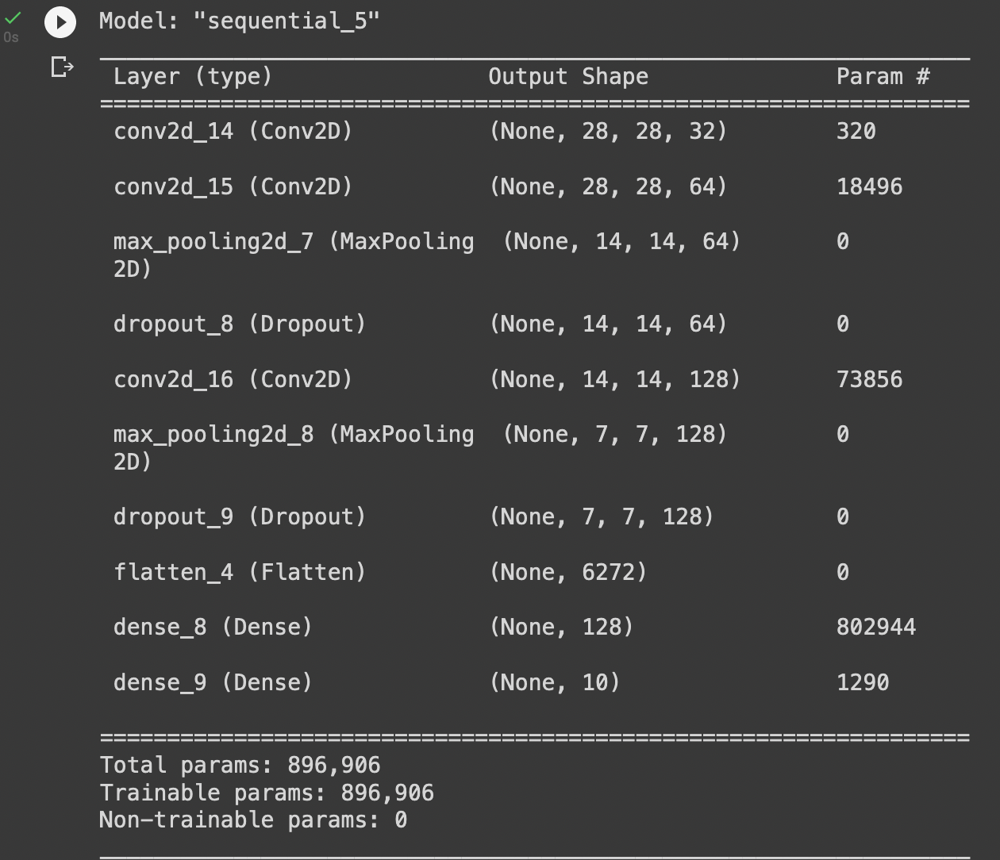 0s
Model: "sequential_5"
Layer (type) Output Shape Param #
conv2d_14 (Conv2D) (None, 28, 28, 32) 320
conv2d_15 (Conv2D) (None, 28, 28, 64) 18496
max_pooling2d_7 (MaxPooling (None, 14, 14, 64) 0
2D)
dropout_8 (Dropout) (None, 14, 14, 64) 0
conv2d_16 (Conv2D) (None, 14, 14, 128) 73856
max_pooling2d_8 (MaxPooling (None, 7, 7, 128) 0
2D)
dropout_9 (Dropout) (None, 7, 7, 128) 0
flatten_4 (Flatten) (None, 6272) 0
dense_8 (Dense) (None, 128) 802944
dense_9 (Dense) (None, 10) 1290
Total params: 896,906
Trainable params: 896,906
Non-trainable params: 0